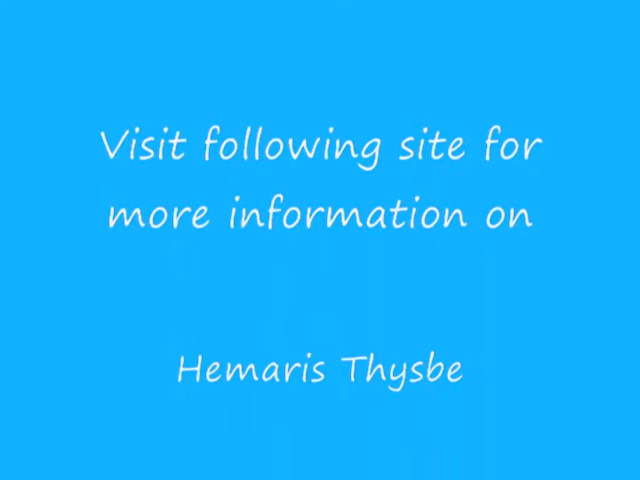 Visit following site for
more information on
Hemaris Thysbe